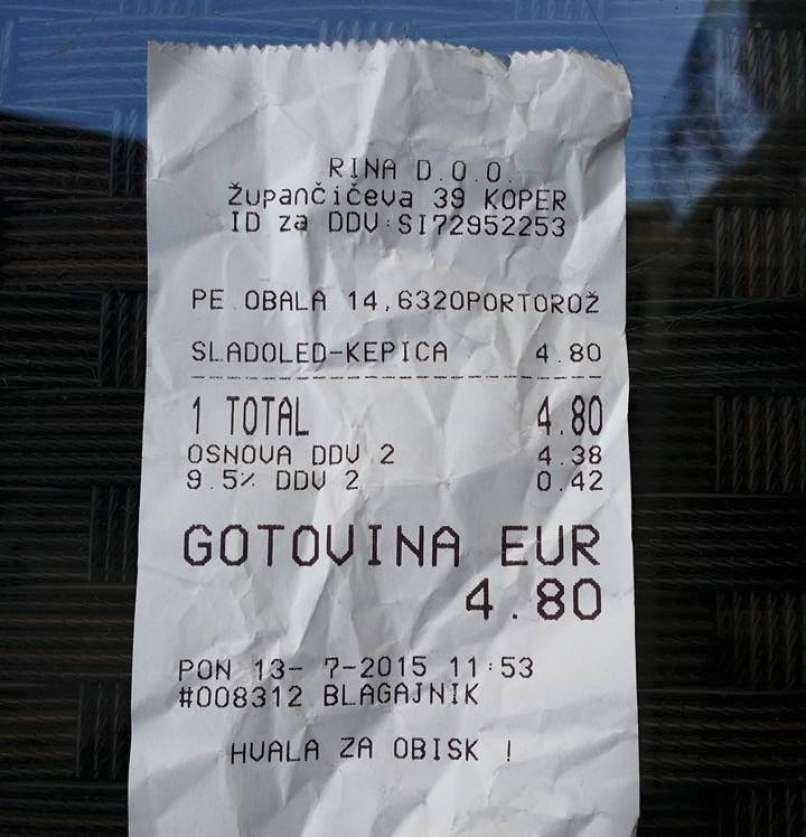 RINA D.O.O.
Župančičeva 39 KOPER
ID za DDV:SI72952253
PE.OBALA 14,6320PORTOROŽ
SLADOLED-KEPICA 4.80
1 TOTAL 4.80
OSNOVA DDV 2 4.38
9.5% DDV 2 0.42
GOTOVINA EUR
4.80
PON 13- 7-2015 11:53
#008312 BLAGAJNIK
HVALA ZA OBISK !